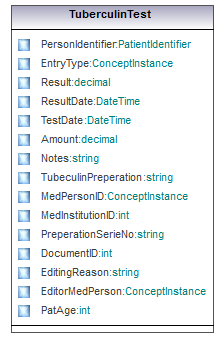 TuberculinTest
PersonIdentifier:PatientIdentifier
EntryType:ConceptInstance
Result:decimal
ResultDate:DateTime
TestDate:DateTime
Amount:decimal
Notes:string
TubeculinPreperation:string
MedPersonID:ConceptInstance
MedInstitutionID:int
PreperationSerieNo:string
DocumentID:int
EditingReason:string
EditorMedPerson:ConceptInstance
PatAge:int